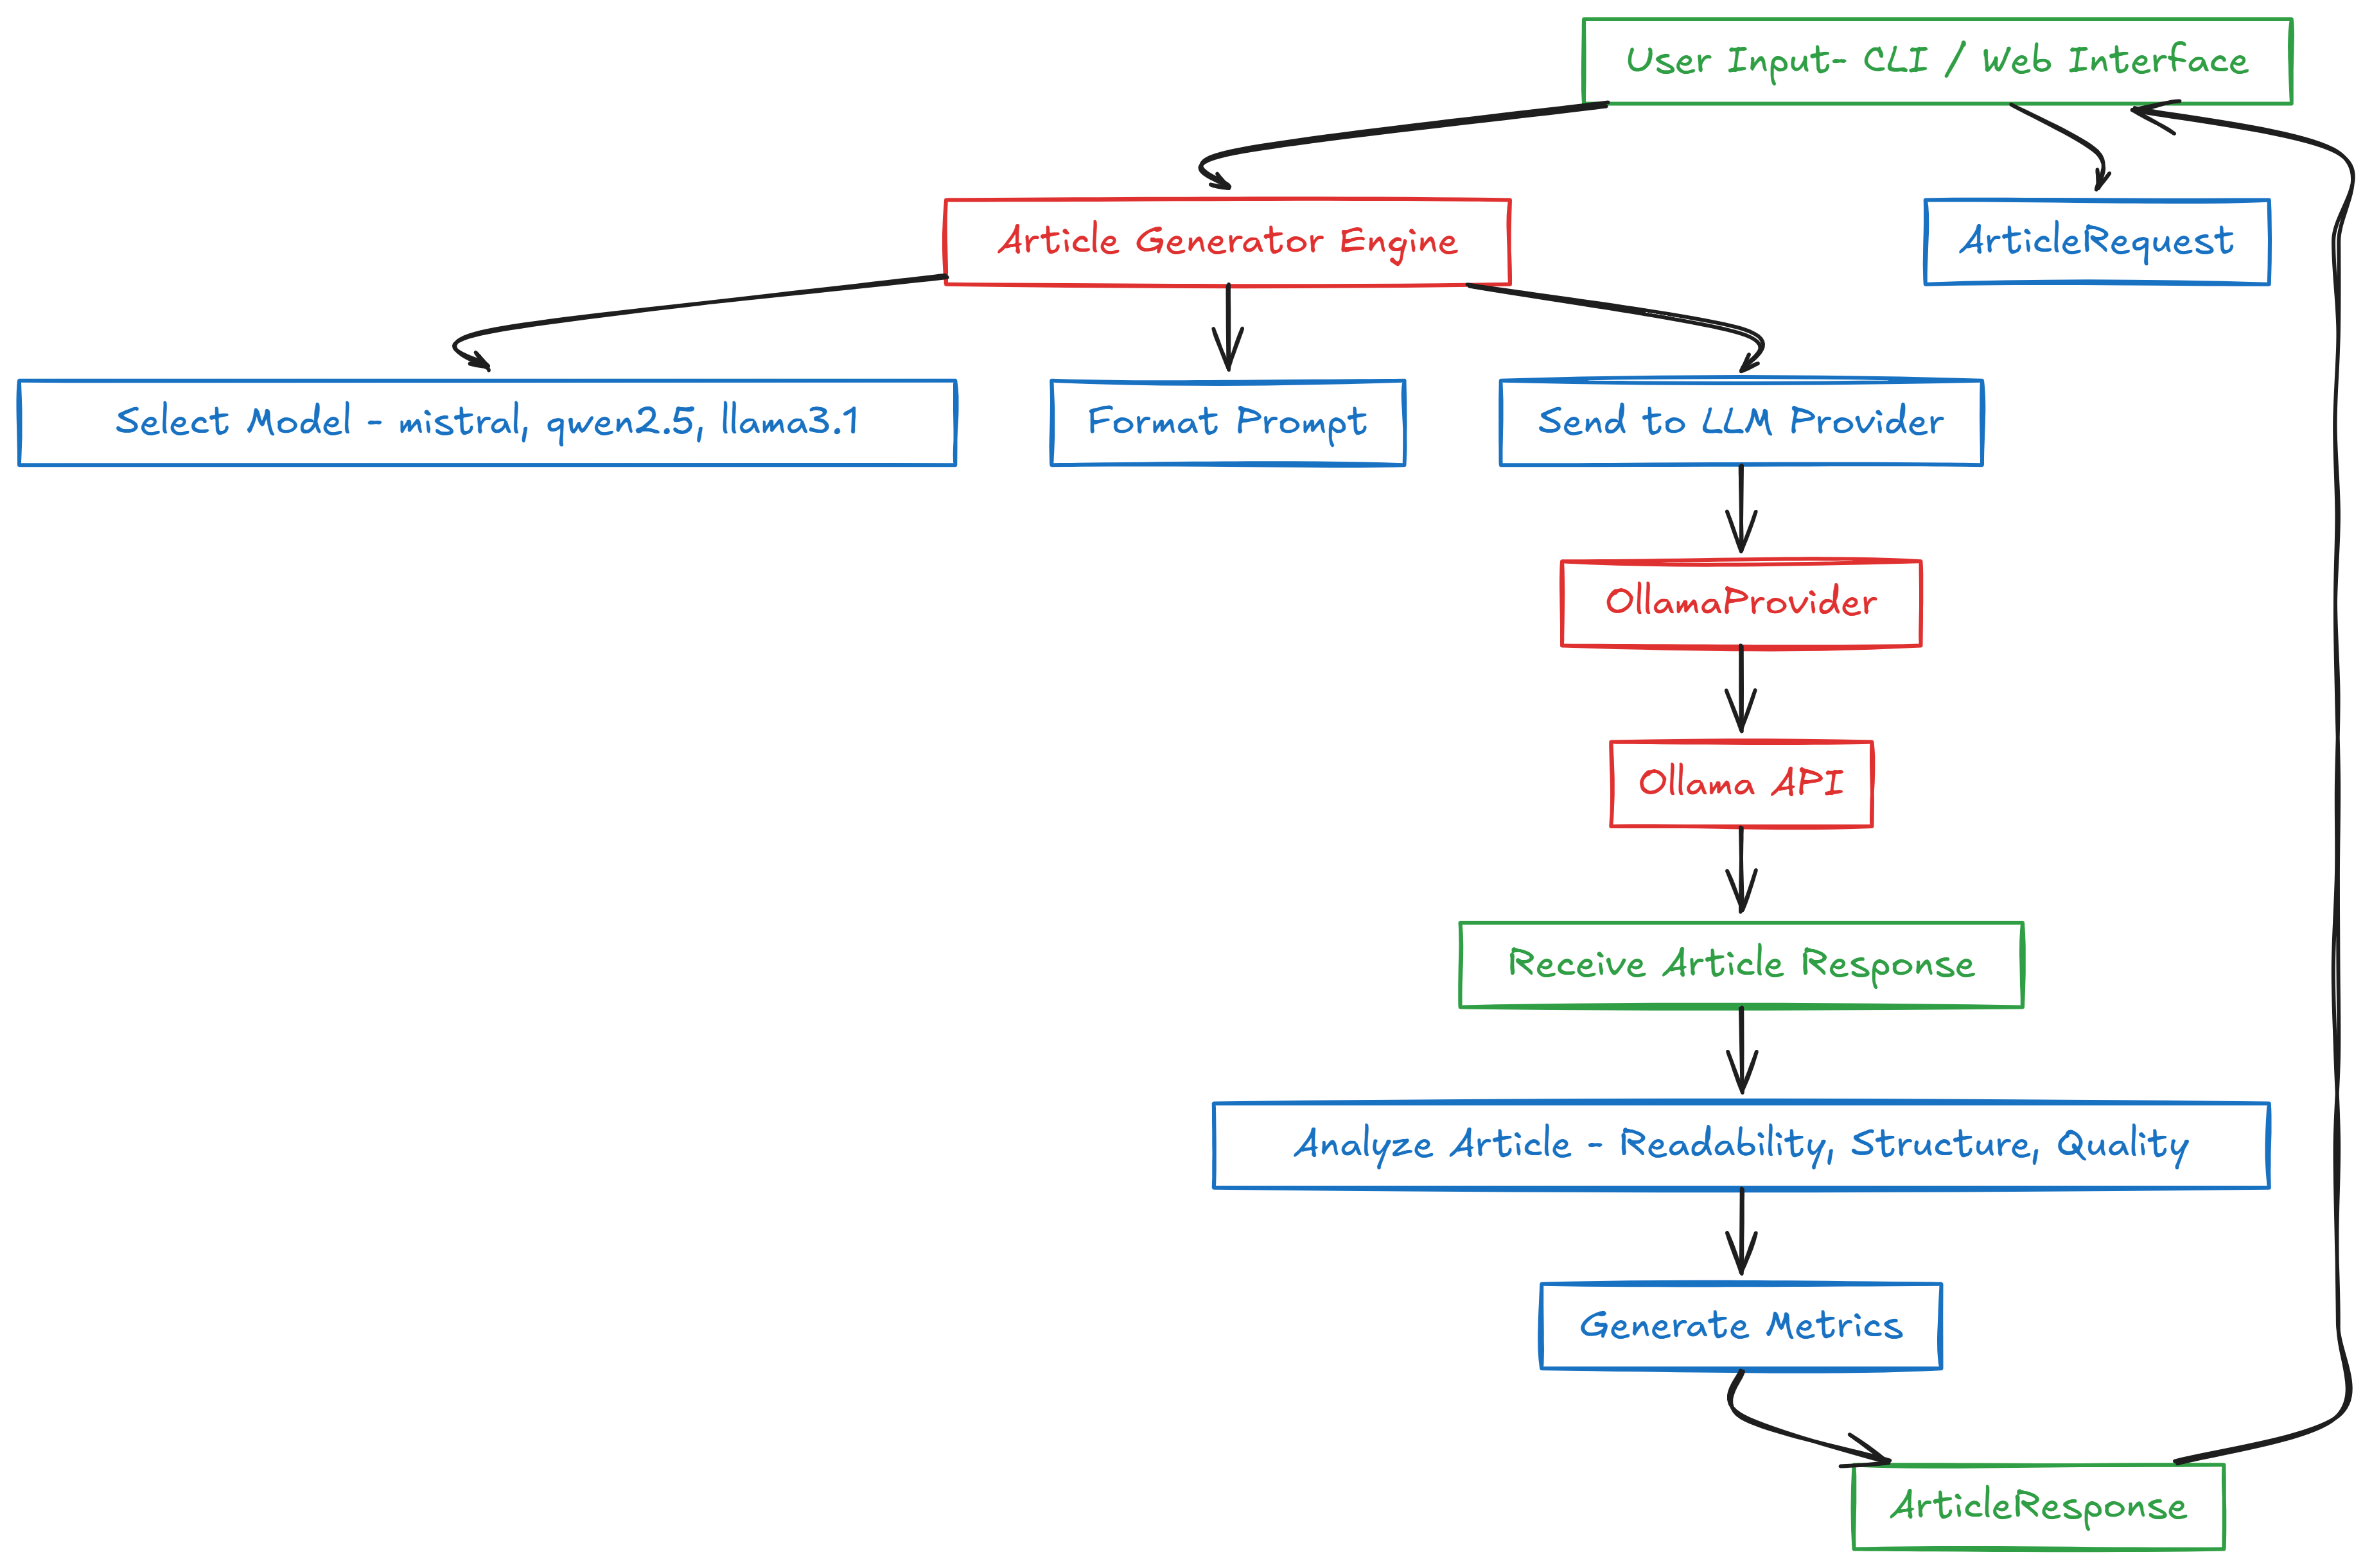 User Input- CLI / Web Interface
Article Generator Engine
ArticleRequest
Select Model - mistral, qwen2.5, llama3.1
Format Prompt
Send to LLM Provider
OllamaProvider
Ollama API
Receive Article Response
Analyze Article - Readability, Structure, Quality
Generate Metrics
ArticleResponse